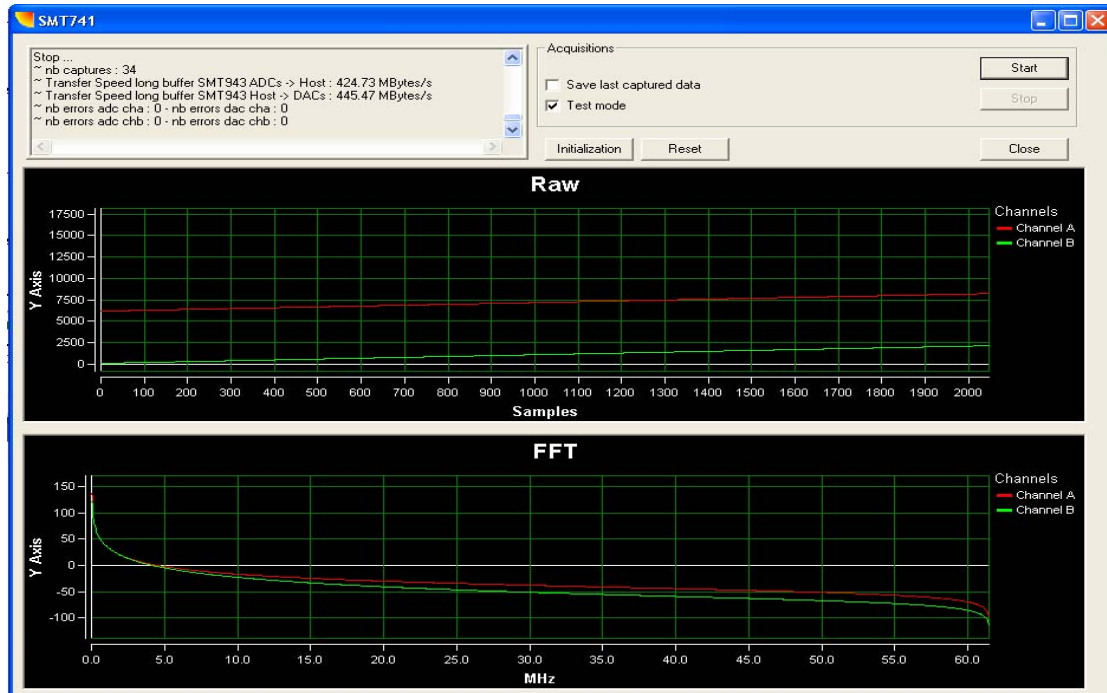 SMT741
Stop ...
~ nb captures : 34
~ Transfer Speed long buffer SMT943 ADCs -> Host : 424.73 MBytes/s
~ Transfer Speed long buffer SMT943 Host -> DACs : 445.47 MBytes/s
~ nb errors adc cha : 0 - nb errors dac cha : 0
~ nb errors adc chb : 0 - nb errors dac chb : 0
Acquisitions
Save last captured data
Test mode
Start
Stop
Initialization
Reset
Close
Raw
Y Axis
17500
15000
12500
10000
7500
5000
2500
0
0 100 200 300 400 500 600 700 800 900 1000 1100 1200 1300 1400 1500 1600 1700 1800 1900 2000
Samples
Channels
Channel A
Channel B
FFT
Y Axis
150
100
50
0
-50
-100
0.0 5.0 10.0 15.0 20.0 25.0 30.0 35.0 40.0 45.0 50.0 55.0 60.0
MHz
Channels
Channel A
Channel B